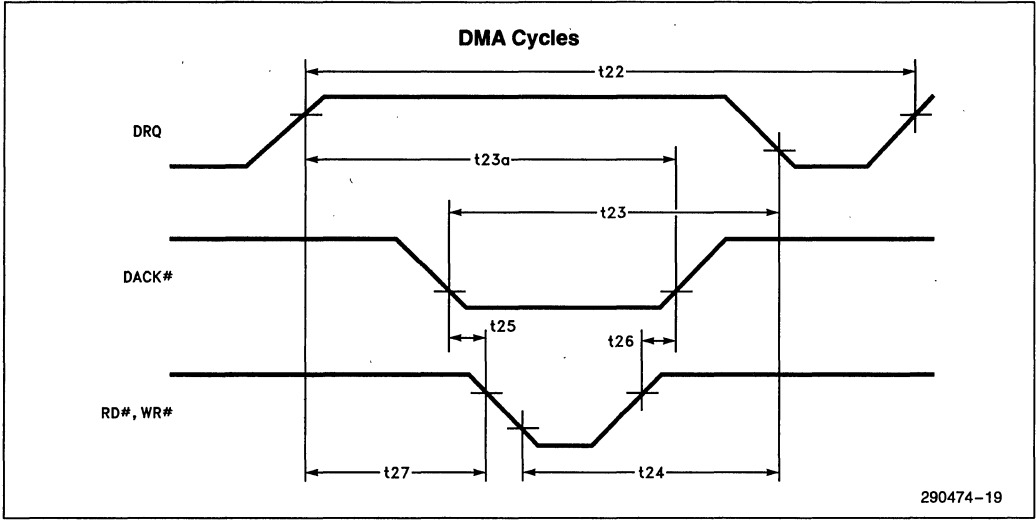 DMA Cycles
t22
DRQ
t23a
t23
DACK#
t25
t26
RD#, WR#
t27
t24
290474-19